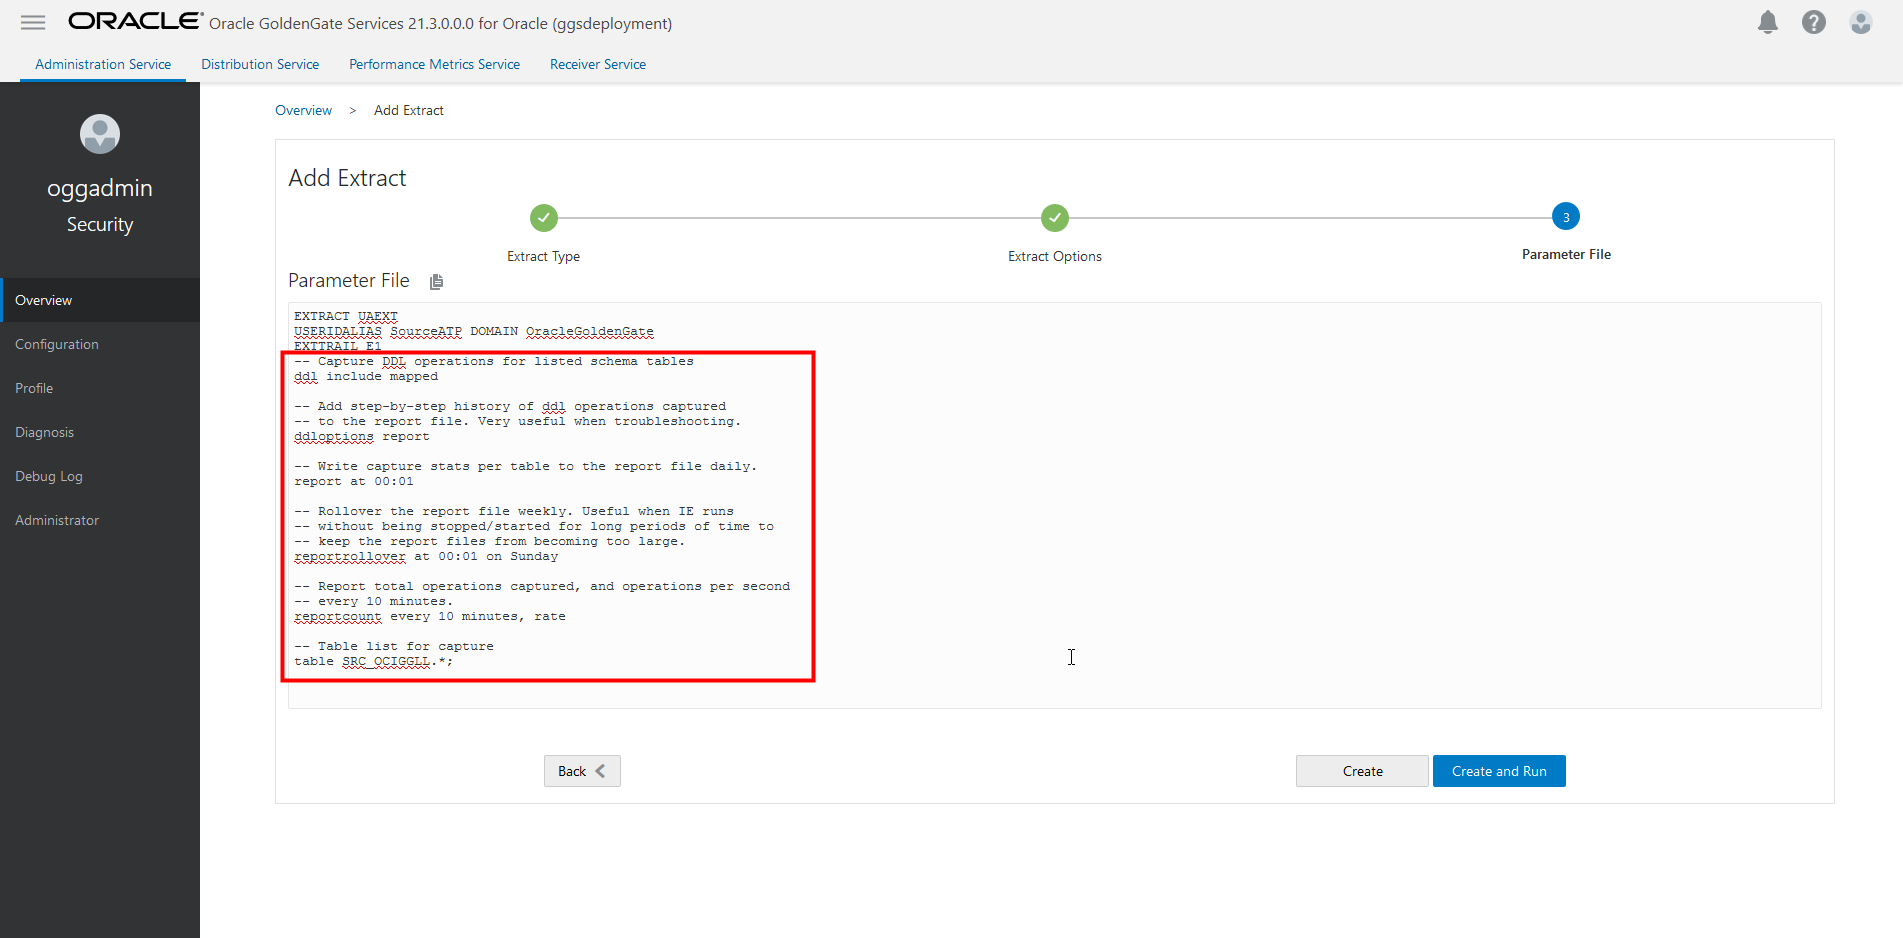 ORACLE Oracle GoldenGate Services 21.3.0.0.0 for Oracle (ggsdeployment)
Administration Service Distribution Service Performance Metrics Service Receiver Service
oggadmin
Security
Overview
Configuration
Profile
Diagnosis
Debug Log
Administrator
Overview > Add Extract
Add Extract
3
Extract Type Extract Options Parameter File
Parameter File
EXTRACT UAEXT
USERIDALIAS SourceATP DOMAIN OracleGoldenGate
EXTTRAIL E1
-- Capture DDL operations for listed schema tables
ddl include mapped
-- Add step-by-step history of ddl operations captured
-- to the report file. Very useful when troubleshooting.
ddloptions report
-- Write capture stats per table to the report file daily.
report at 00:01
-- Rollover the report file weekly. Useful when IE runs
-- without being stopped/started for long periods of time to
-- keep the report files from becoming too large.
reportrollover at 00:01 on Sunday
-- Report total operations captured, and operations per second
-- every 10 minutes.
reportcount every 10 minutes, rate
-- Table list for capture
table SRC_OCIGGLL.*;
Back Create Create and Run